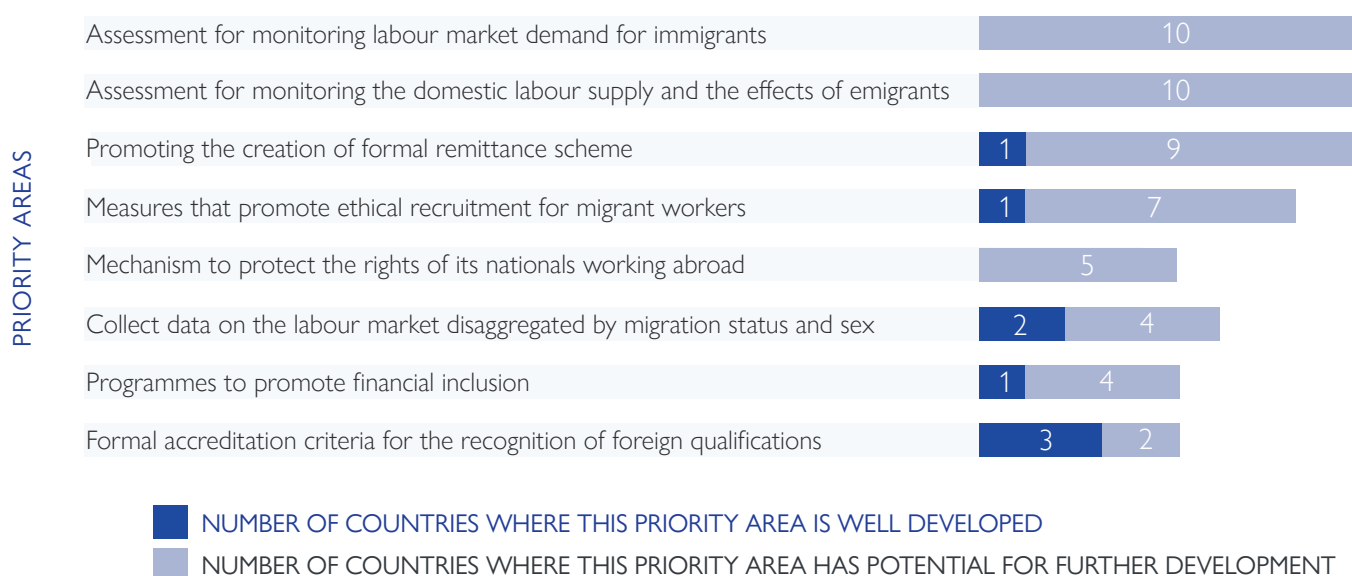 PRIORITY AREAS
Assessment for monitoring labour market demand for immigrants 10
Assessment for monitoring the domestic labour supply and the effects of emigrants 10
Promoting the creation of formal remittance scheme 1 9
Measures that promote ethical recruitment for migrant workers 1 7
Mechanism to protect the rights of its nationals working abroad 5
Collect data on the labour market disaggregated by migration status and sex 2 4
Programmes to promote financial inclusion 1 4
Formal accreditation criteria for the recognition of foreign qualifications 3 2
NUMBER OF COUNTRIES WHERE THIS PRIORITY AREA IS WELL DEVELOPED
NUMBER OF COUNTRIES WHERE THIS PRIORITY AREA HAS POTENTIAL FOR FURTHER DEVELOPMENT